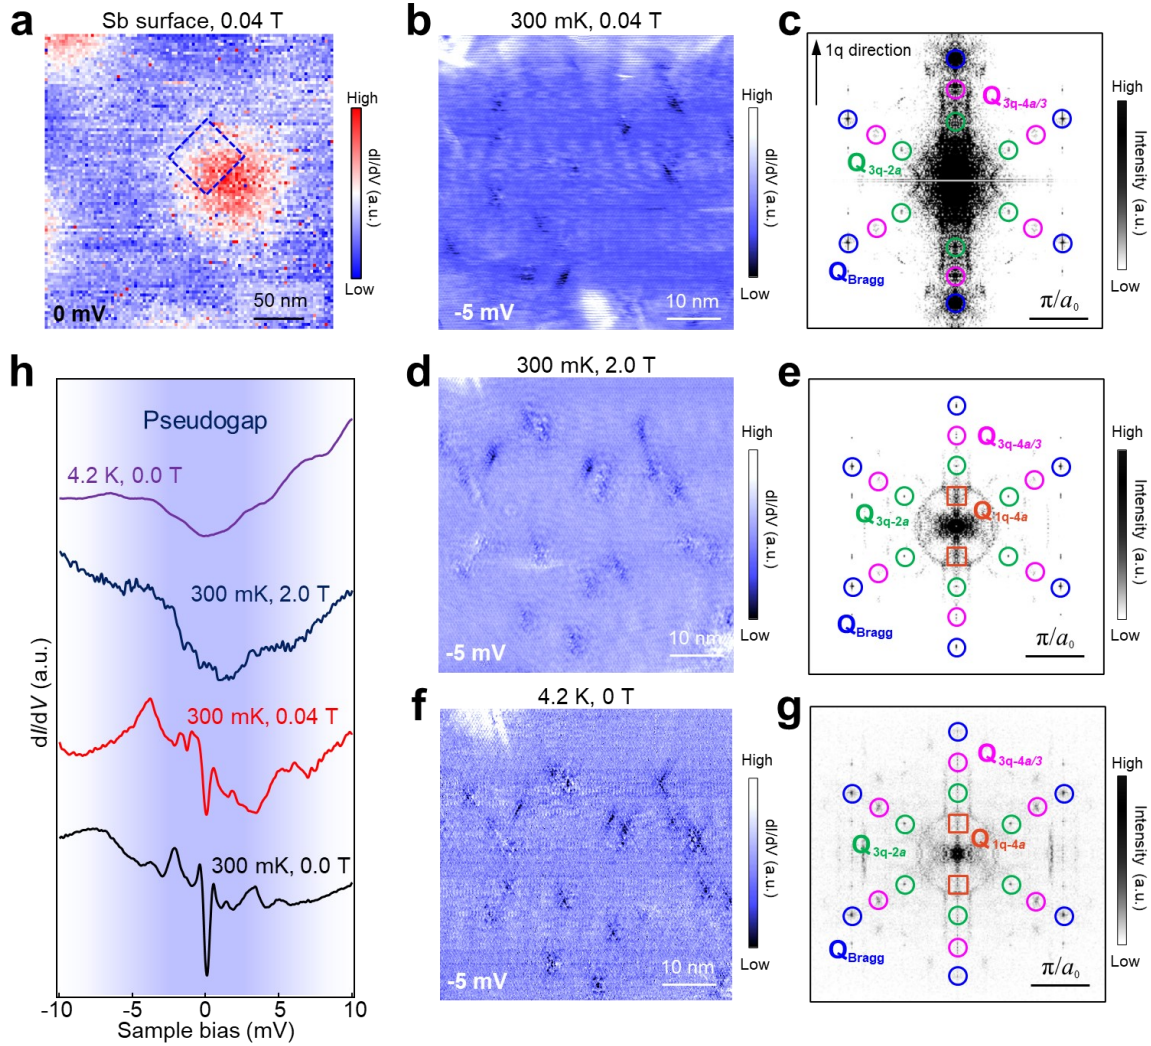 a
Sb surface, 0.04 T
0 mV
50 nm
High
dI/dV (a.u.)
Low
b
300 mK, 0.04 T
-5 mV
10 nm
High
dI/dV (a.u.)
Low
c
1q direction
Q3q-4a/3
Q3q-2a
QBragg
π/a0
High
Intensity (a.u.)
Low
h
Pseudogap
4.2 K, 0.0 T
300 mK, 2.0 T
300 mK, 0.04 T
300 mK, 0.0 T
dI/dV (a.u.)
-10 -5 0 5 10
Sample bias (mV)
d
300 mK, 2.0 T
-5 mV
10 nm
High
dI/dV (a.u.)
Low
e
Q3q-4a/3
Q3q-2a
Q1q-4a
QBragg
π/a0
High
Intensity (a.u.)
Low
f
4.2 K, 0 T
-5 mV
10 nm
High
dI/dV (a.u.)
Low
g
Q3q-4a/3
Q3q-2a
Q1q-4a
QBragg
π/a0
High
Intensity (a.u.)
Low